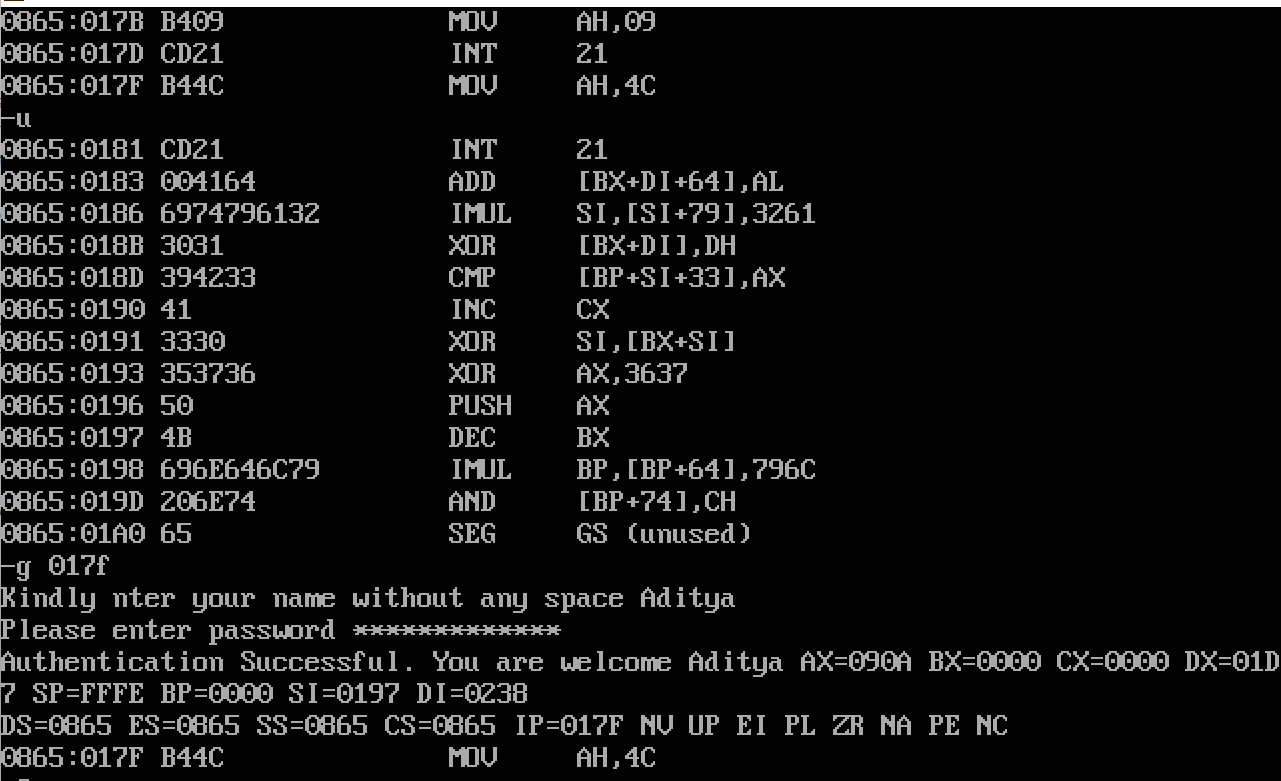 0865:017B B409 MOV AH,09
0865:017D CD21 INT 21
0865:017F B44C MOV AH,4C
-u
0865:0181 CD21 INT 21
0865:0183 004164 ADD [BX+DI+64],AL
0865:0186 6974796132 IMUL SI,[SI+79],3261
0865:018B 3031 XOR [BX+DI],DH
0865:018D 394233 CMP [BP+SI+33],AX
0865:0190 41 INC CX
0865:0191 3330 XOR SI,[BX+SI]
0865:0193 353736 XOR AX,3637
0865:0196 50 PUSH AX
0865:0197 4B DEC BX
0865:0198 696E646C79 IMUL BP,[BP+64],796C
0865:019D 206E74 AND [BP+74],CH
0865:01A0 65 SEG GS (unused)
-g 017f
Kindly nter your name without any space Aditya
Please enter password *************
Authentication Successful. You are welcome Aditya AX=090A BX=0000 CX=0000 DX=01D
7 SP=FFFE BP=0000 SI=0197 DI=0238
DS=0865 ES=0865 SS=0865 CS=0865 IP=017F NV UP EI PL ZR NA PE NC
0865:017F B44C MOV AH,4C